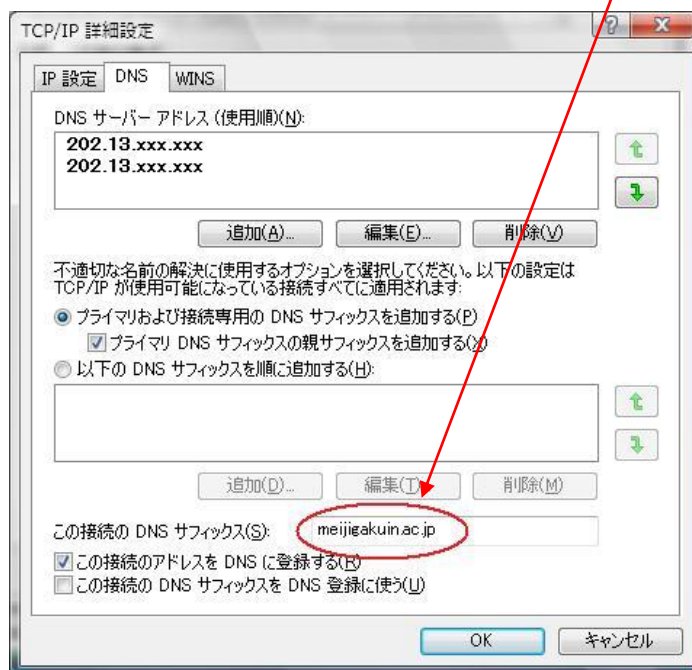 TCP/IP 詳細設定
IP 設定 DNS WINS
DNS サーバー アドレス (使用順)(N):
202.13.xxx.xxx
202.13.xxx.xxx
追加(A)... 編集(E)... 削除(V)
不適切な名前の解決に使用するオプションを選択してください。以下の設定は
TCP/IP が使用可能になっている接続すべてに適用されます:
プライマリおよび接続専用の DNS サフィックスを追加する(P)
プライマリ DNS サフィックスの親サフィックスを追加する(X)
以下の DNS サフィックスを順に追加する(H):
追加(D)... 編集(T)... 削除(M)
この接続の DNS サフィックス(S): meijigakuin.ac.jp
この接続のアドレスを DNS に登録する(R)
この接続の DNS サフィックスを DNS 登録に使う(U)
OK キャンセル